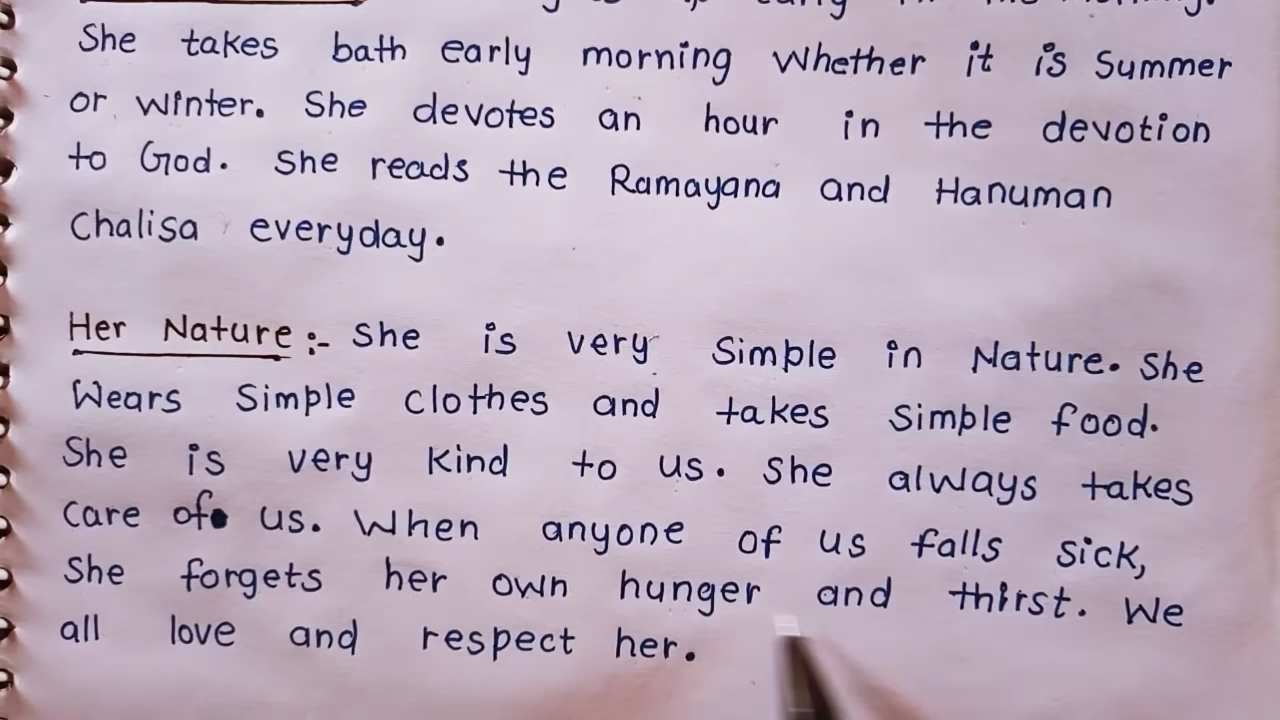 She takes bath early morning Whether it is Summer
or Winter. She devotes an hour in the devotion
to God. She reads the Ramayana and Hanuman
Chalisa everyday.
Her Nature :- She is very Simple in Nature. She
Wears Simple clothes and takes Simple food.
She is very Kind to us. She always takes
care of us. When anyone of us falls sick,
She forgets her own hunger and thirst. We
all love and respect her.